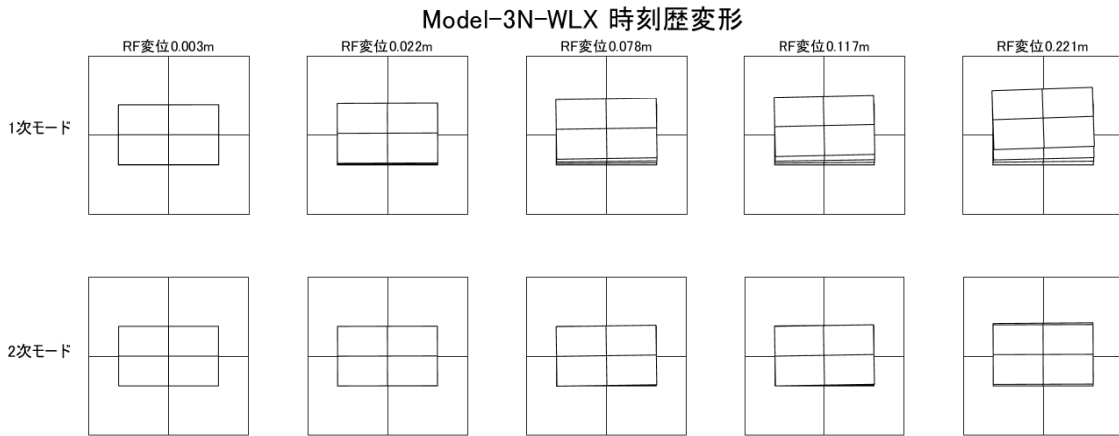 Model-3N-WLX 時刻歴変形
RF変位0.003m
RF変位0.022m
RF変位0.078m
RF変位0.117m
RF変位0.221m
1次モード
2次モード